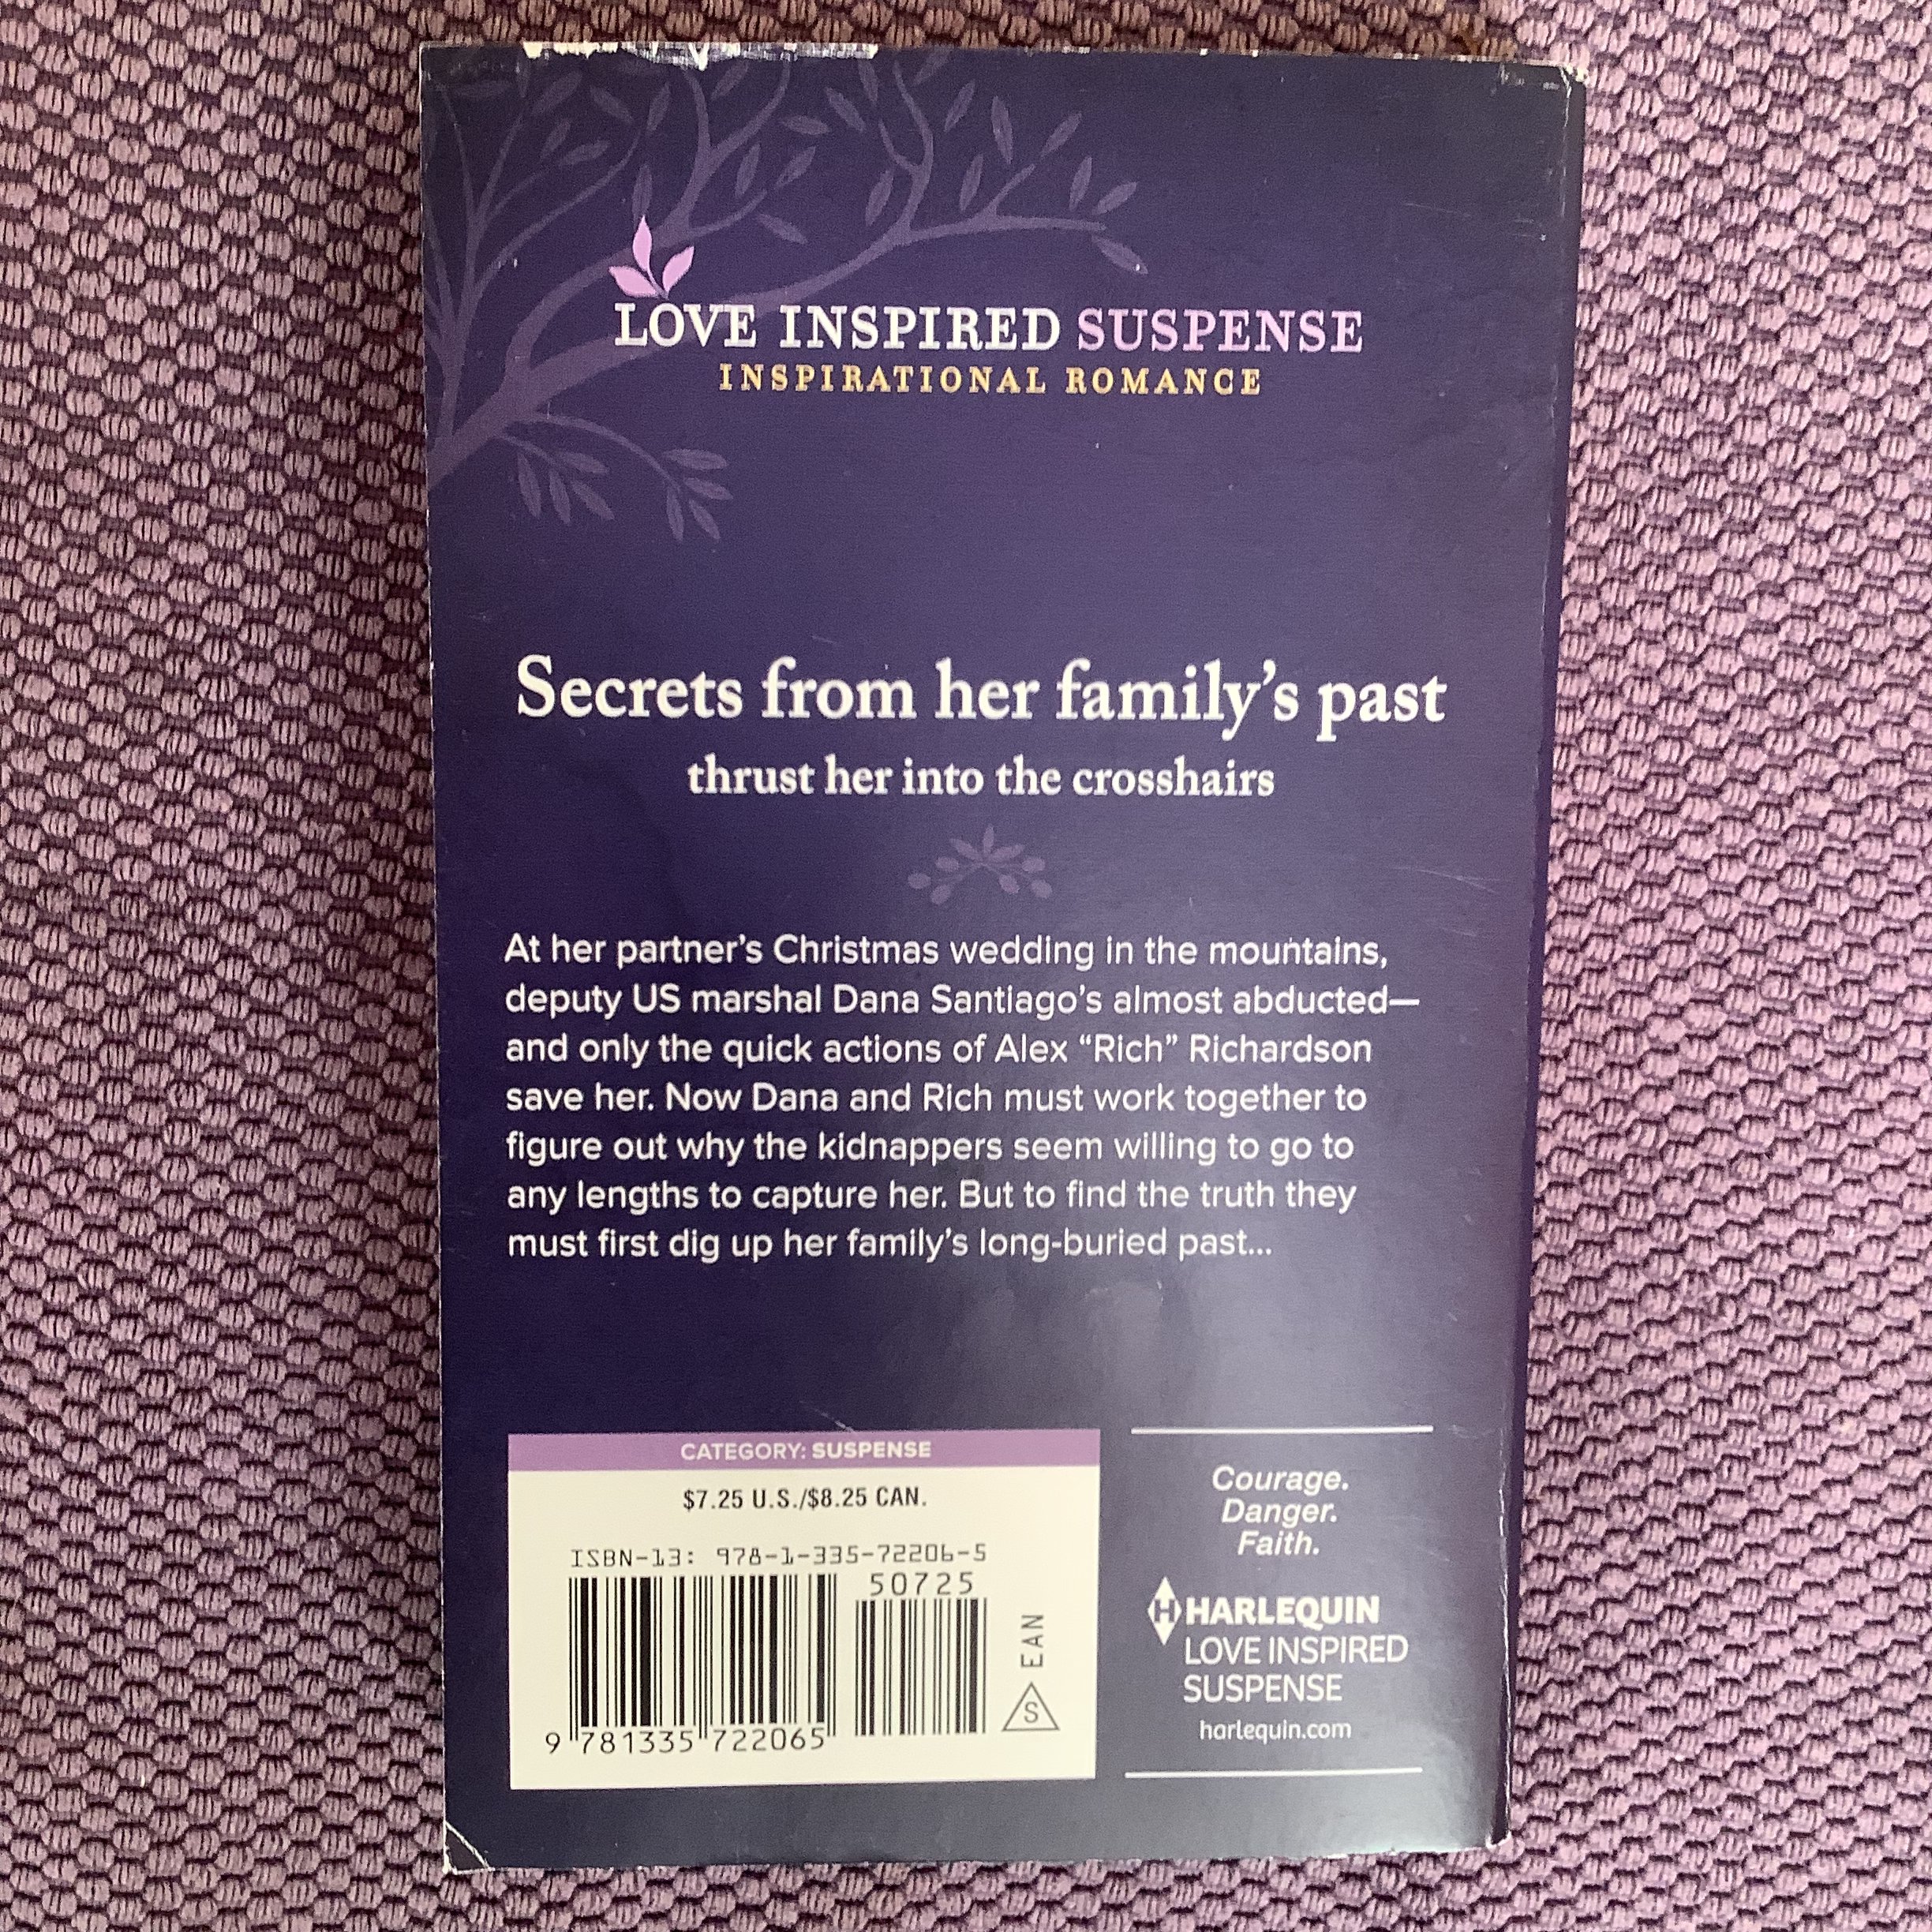 LOVE INSPIRED SUSPENSE
INSPIRATIONAL ROMANCE
Secrets from her family's past
thrust her into the crosshairs
At her partner's Christmas wedding in the mountains,
deputy US marshal Dana Santiago's almost abducted—
and only the quick actions of Alex “Rich” Richardson
save her. Now Dana and Rich must work together to
figure out why the kidnappers seem willing to go to
any lengths to capture her. But to find the truth they
must first dig up her family's long-buried past...
CATEGORY: SUSPENSE
$7.25 U.S./$8.25 CAN.
ISBN-13: 978-1-335-72206-5
50725
9 781335 722065
EAN
S
Courage.
Danger.
Faith.
H HARLEQUIN
LOVE INSPIRED
SUSPENSE
harlequin.com